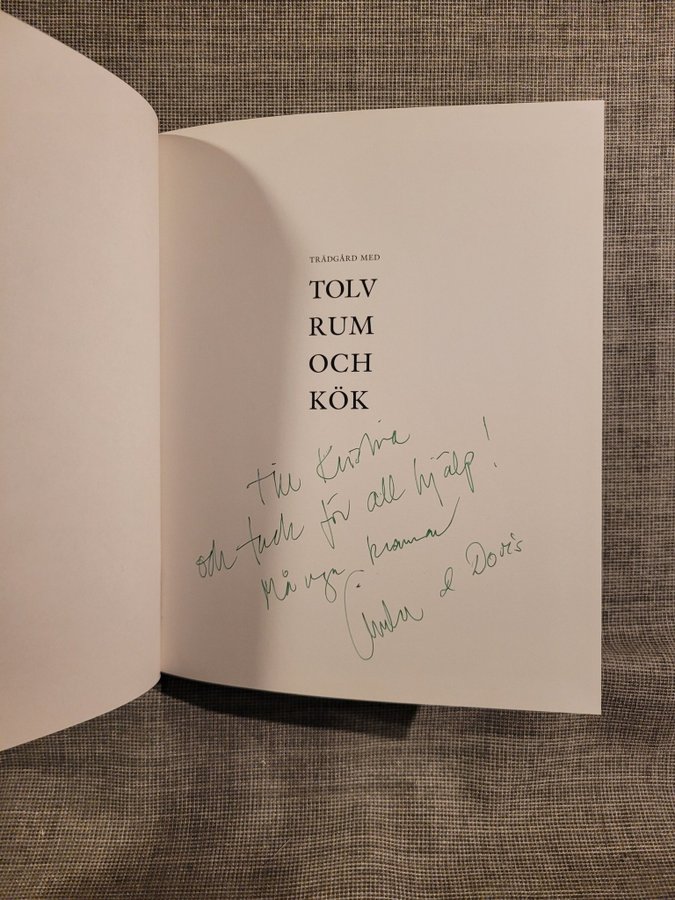 TRÄDGÅRD MED
TOLV
RUM
OCH
KÖK
till Kristina
och tack för all hjälp!
Många kramar
& Doris